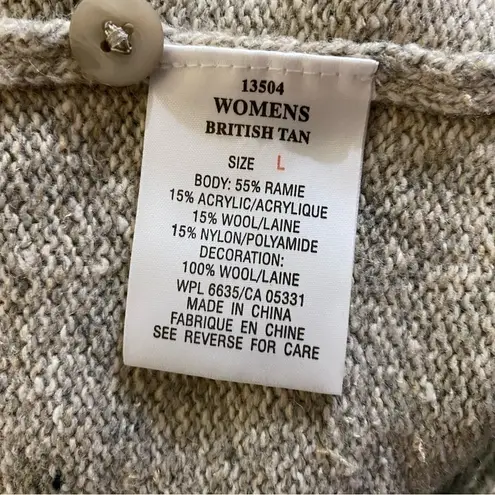 13504
WOMENS
BRITISH TAN
SIZE L
BODY: 55% RAMIE
15% ACRYLIC/ACRYLIQUE
15% WOOL/LAINE
15% NYLON/POLYAMIDE
DECORATION:
100% WOOL/LAINE
WPL 6635/CA 05331
MADE IN CHINA
FABRIQUE EN CHINE
SEE REVERSE FOR CARE